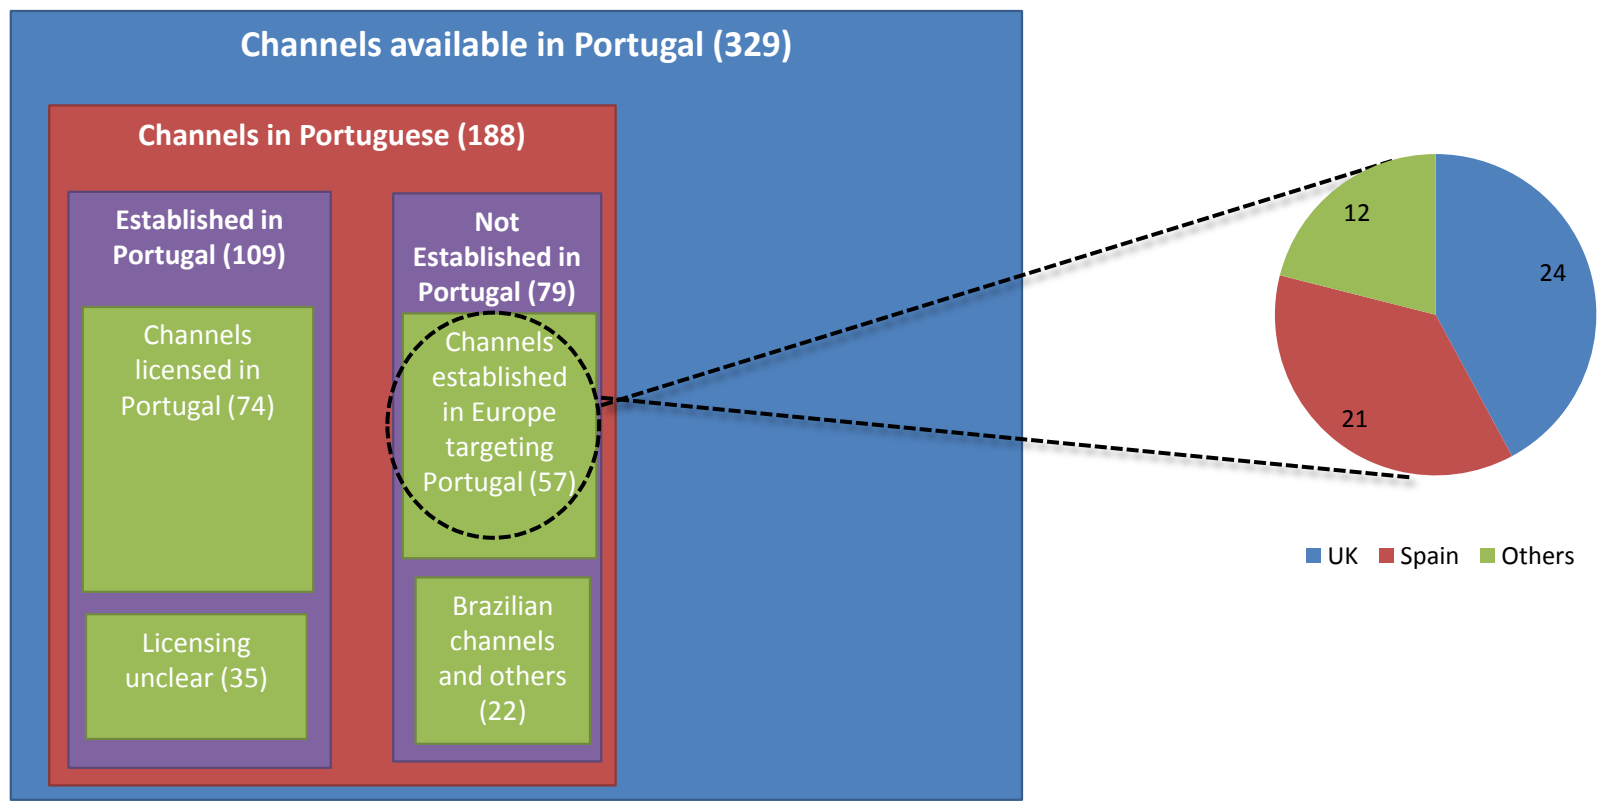 Channels available in Portugal (329)
Channels in Portuguese (188)
Established in
Portugal (109)
Channels
licensed in
Portugal (74)
Licensing
unclear (35)
Not
Established in
Portugal (79)
Channels
established
in Europe
targeting
Portugal (57)
Brazilian
channels
and others
(22)
12
24
21
UK Spain Others